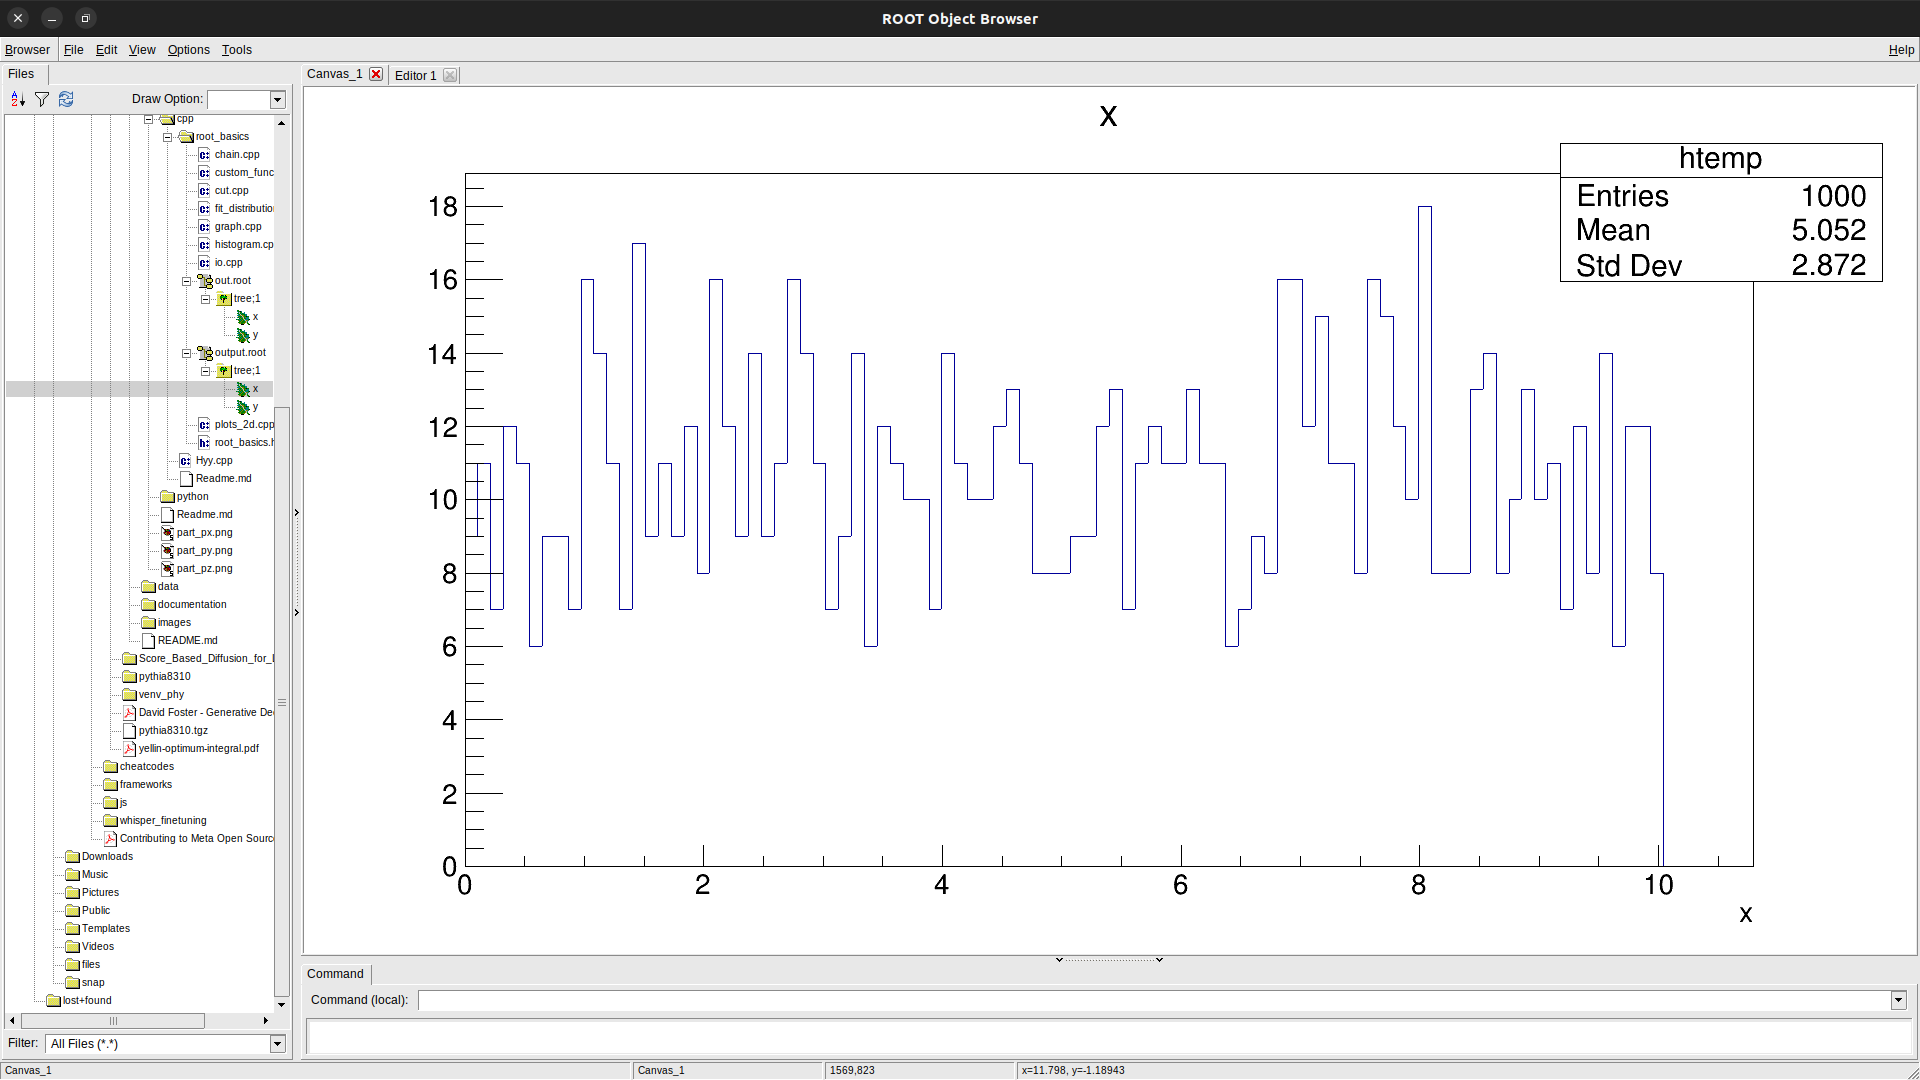 ROOT Object Browser
Browser File Edit View Options Tools Help
Files
Draw Option:
cpp
root_basics
chain.cpp
custom_func
cut.cpp
fit_distributio
graph.cpp
histogram.cp
io.cpp
out.root
tree;1
x
y
output.root
tree;1
x
y
plots_2d.cpp
root_basics.h
Hyy.cpp
Readme.md
python
Readme.md
part_px.png
part_py.png
part_pz.png
data
documentation
images
README.md
Score_Based_Diffusion_for_
pythia8310
venv_phy
David Foster - Generative De
pythia8310.tgz
yellin-optimum-integral.pdf
cheatcodes
frameworks
js
whisper_finetuning
Contributing to Meta Open Sourc
Downloads
Music
Pictures
Public
Templates
Videos
files
snap
lost+found
Filter: All Files (*.*)
Canvas_1 Editor 1
x
htemp
Entries 1000
Mean 5.052
Std Dev 2.872
18
16
14
12
10
8
6
4
2
0
0 2 4 6 8 10
x
Command
Command (local):
Canvas_1 Canvas_1 1569,823 x=11.798, y=-1.18943